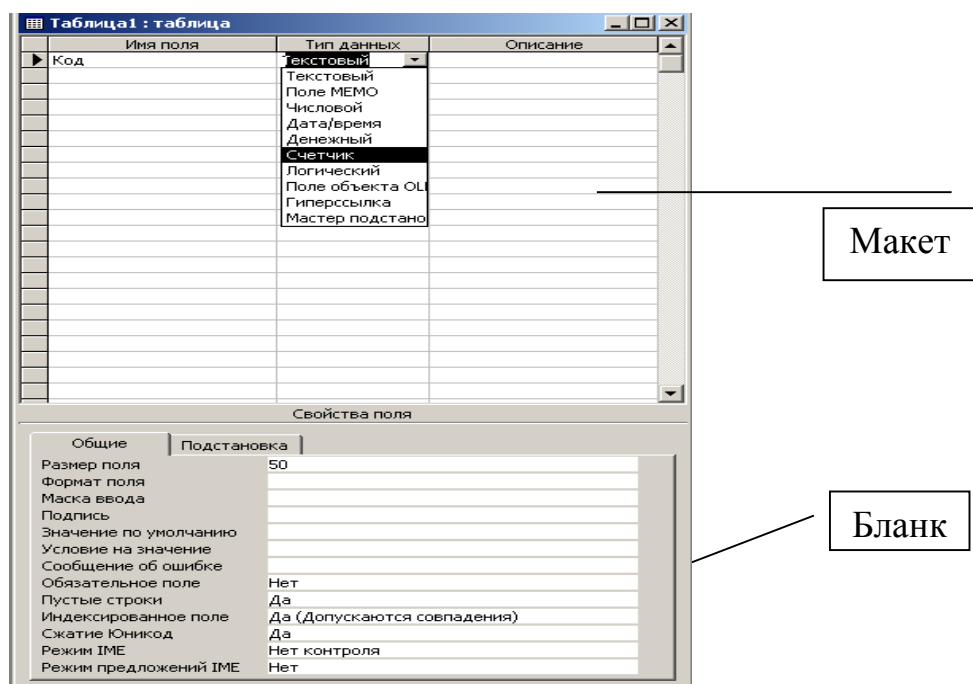 Таблица1 : таблица
Имя поля Тип данных Описание
Код Текстовый
Текстовый
Поле МЕМО
Числовой
Дата/время
Денежный
Счетчик
Логический
Поле объекта OLI
Гиперссылка
Мастер подстано
Макет
Свойства поля
Общие Подстановка
Размер поля 50
Формат поля
Маска ввода
Подпись
Значение по умолчанию
Условие на значение
Сообщение об ошибке
Обязательное поле Нет
Пустые строки Да
Индексированное поле Да (Допускаются совпадения)
Сжатие Юникод Да
Режим IME Нет контроля
Режим предложений IME Нет
Бланк